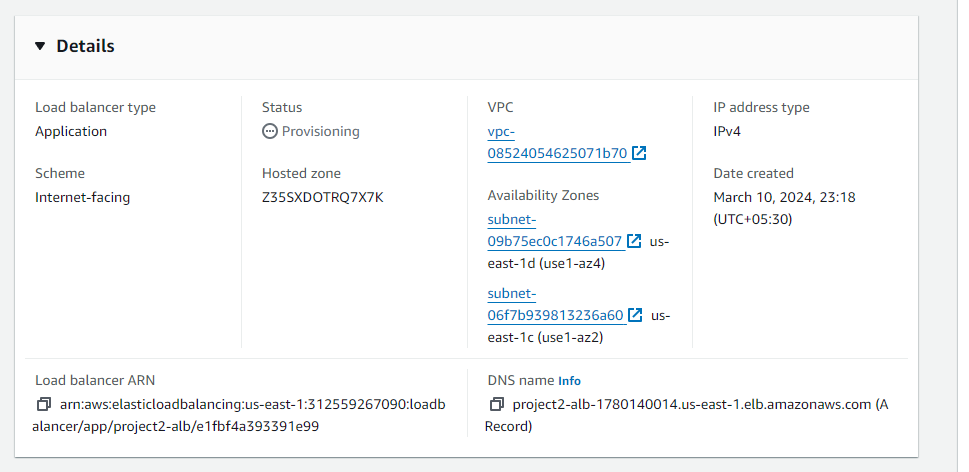 Details
Load balancer type
Application
Scheme
Internet-facing
Status
Provisioning
Hosted zone
Z35SXDOTRQ7X7K
VPC
vpc-
08524054625071b70
Availability Zones
subnet-
09b75ec0c1746a507 us-
east-1d (use1-az4)
subnet-
06f7b939813236a60 us-
east-1c (use1-az2)
IP address type
IPv4
Date created
March 10, 2024, 23:18
(UTC+05:30)
Load balancer ARN
arn:aws:elasticloadbalancing:us-east-1:312559267090:loadb
alancer/app/project2-alb/e1fbf4a393391e99
DNS name Info
project2-alb-1780140014.us-east-1.elb.amazonaws.com (A
Record)